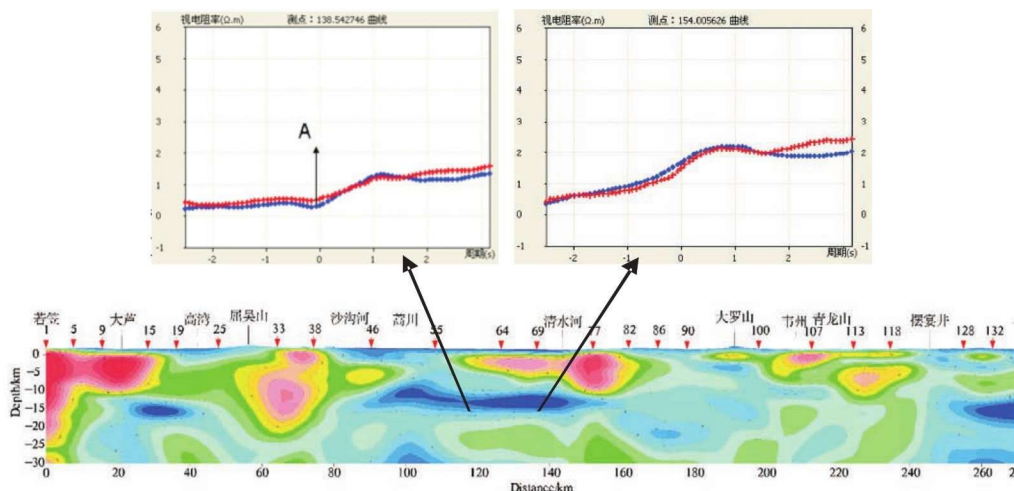 视电阻率(Ω.m) 测点：138.542746 曲线
6
5
4
3
2
1
0
-1
A
-2 -1 0 1 2
周期(s)
视电阻率(Ω.m) 测点：154.005626 曲线
6 6
5 5
4 4
3 3
2 2
1 1
0 0
-1 -1
-2 -1 0 1 2
周期(s)
若笠 大芦 高湾 屈吴山 沙沟河 蒿川 清水河 大罗山 韦州 青龙山 摆宴井
1 5 9 15 19 25 33 38 46 55 64 69 77 82 86 90 100 107 113 118 128 132
Depth/km
0
−5
−10
−15
−20
−25
−30
0 20 40 60 80 100 120 140 160 180 200 220 240 260
Distance/km